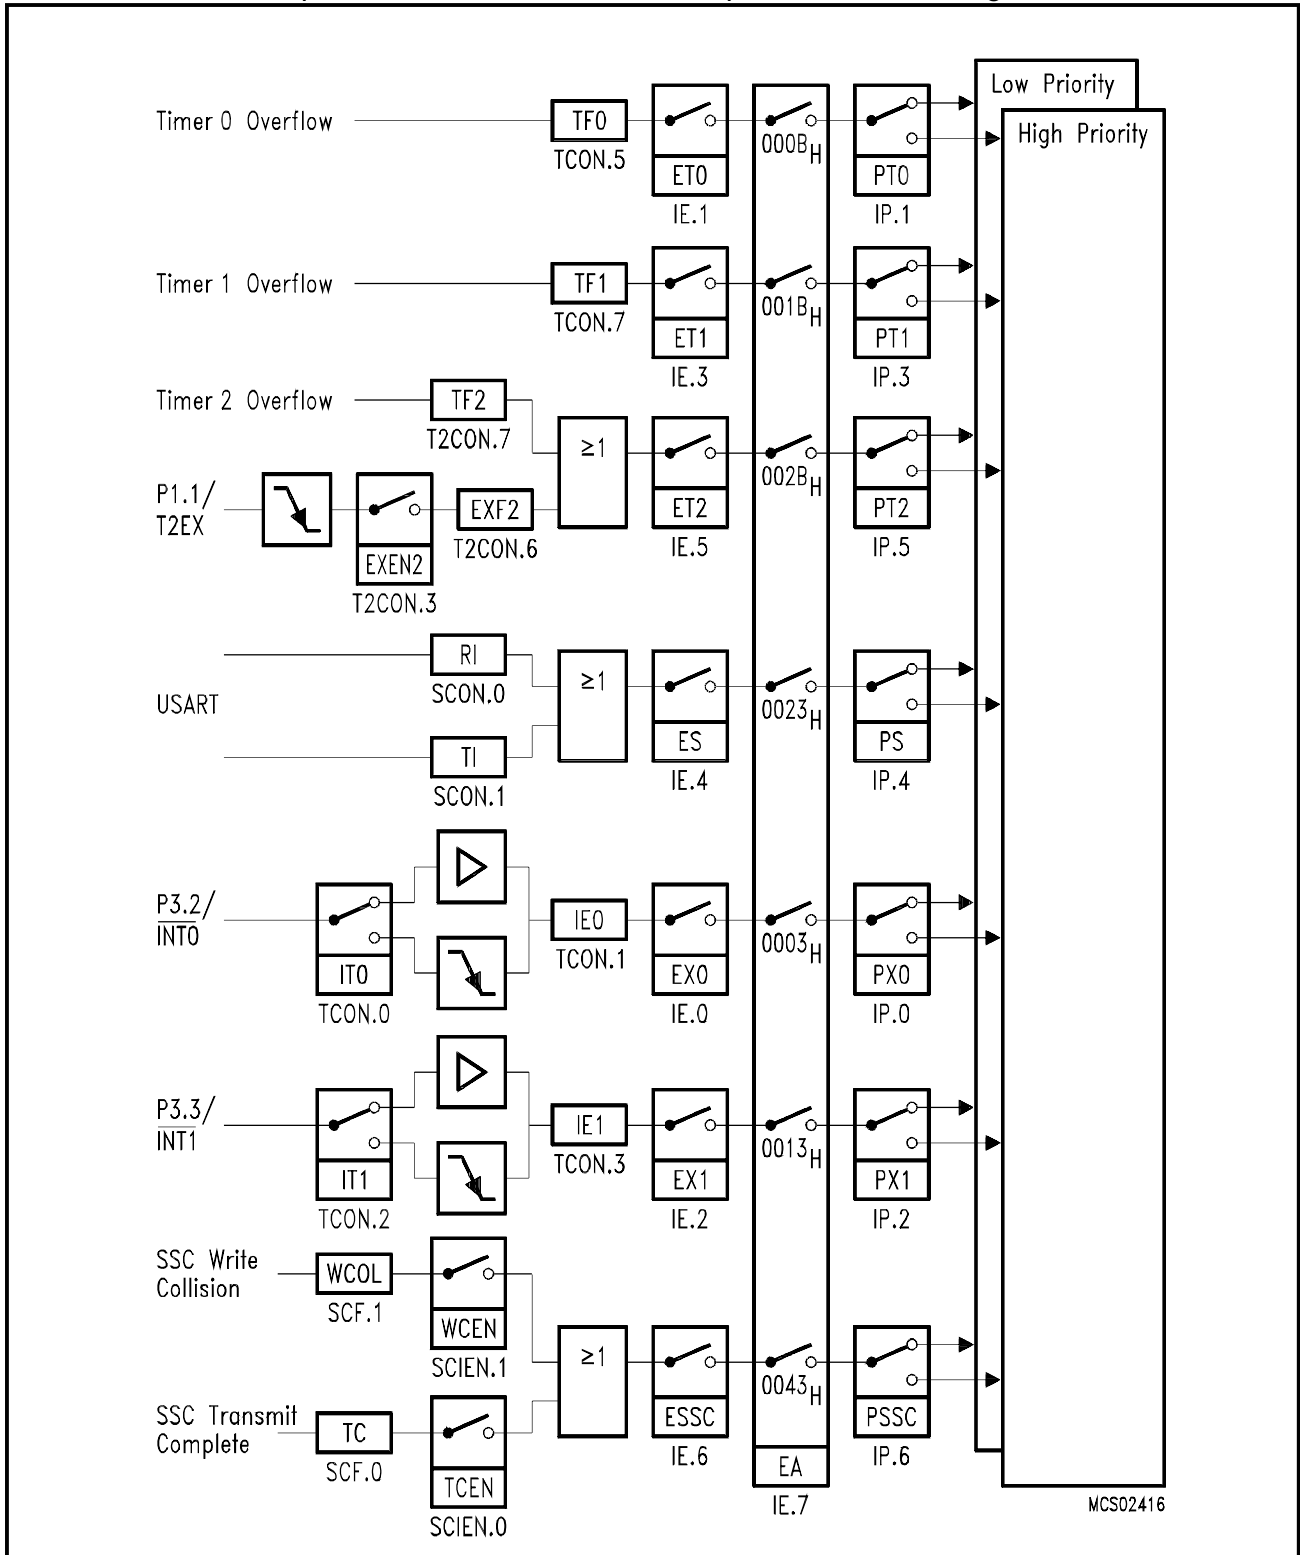 Low Priority
High Priority
Timer 0 Overflow
TF0
TCON.5
ET0
IE.1
000BH
PT0
IP.1
Timer 1 Overflow
TF1
TCON.7
ET1
IE.3
001BH
PT1
IP.3
Timer 2 Overflow
TF2
T2CON.7
P1.1/
T2EX
EXEN2
T2CON.3
EXF2
T2CON.6
≥1
ET2
IE.5
002BH
PT2
IP.5
USART
RI
SCON.0
TI
SCON.1
≥1
ES
IE.4
0023H
PS
IP.4
P3.2/
INT0
IT0
TCON.0
IE0
TCON.1
EX0
IE.0
0003H
PX0
IP.0
P3.3/
INT1
IT1
TCON.2
IE1
TCON.3
EX1
IE.2
0013H
PX1
IP.2
SSC Write
Collision
WCOL
SCF.1
WCEN
SCIEN.1
SSC Transmit
Complete
TC
SCF.0
TCEN
SCIEN.0
≥1
ESSC
IE.6
0043H
EA
IE.7
PSSC
IP.6
MCS02416